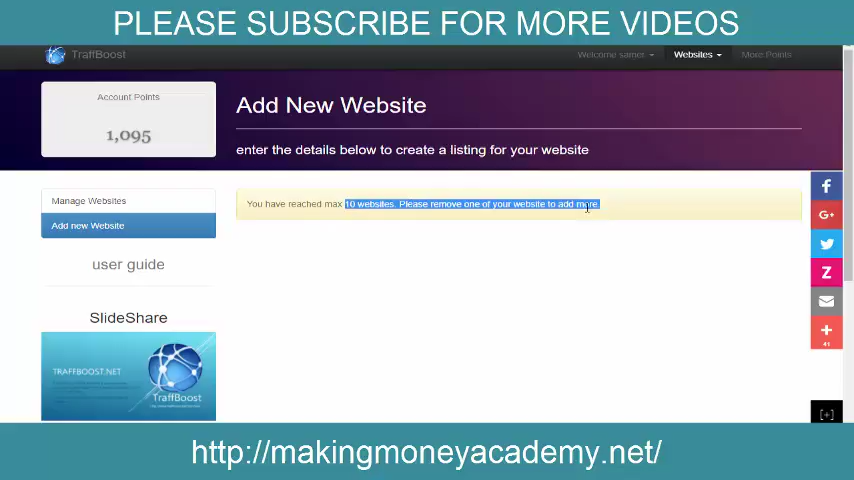 PLEASE SUBSCRIBE FOR MORE VIDEOS
TraffBoost
Welcome samet
Websites
More Points
Account Points
1,095
Add New Website
enter the details below to create a listing for your website
Manage Websites
Add new Website
You have reached max 10 websites. Please remove one of your website to add more.
user guide
SlideShare
TRAFFBOOST.NET
TraffBoost
41
[+]
http://makingmoneyacademy.net/